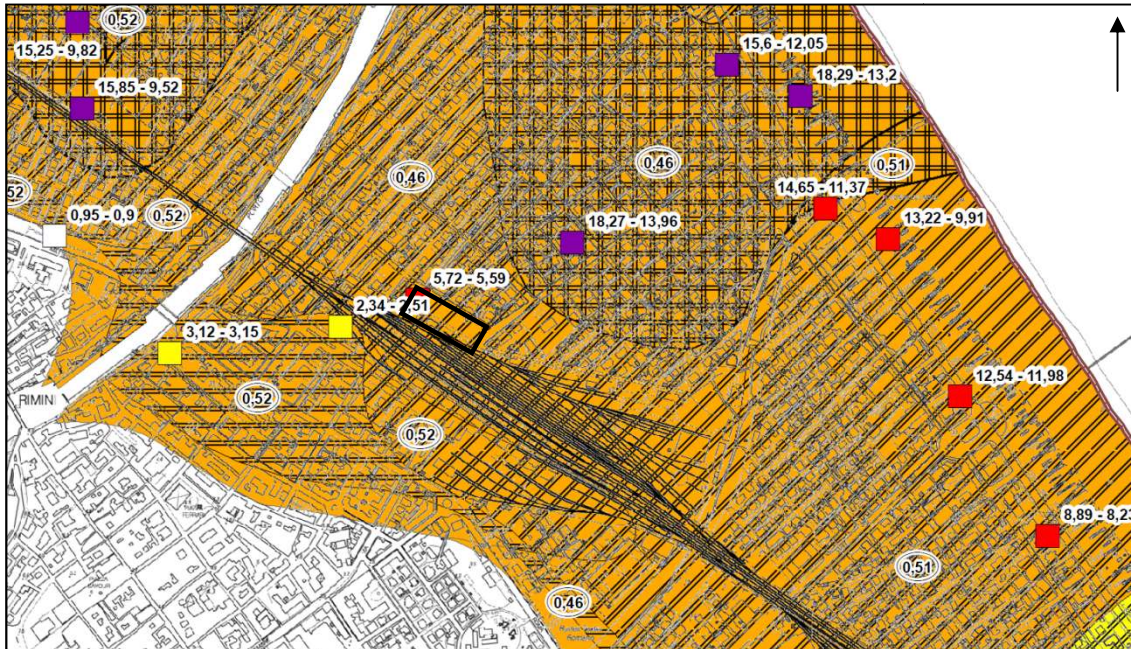 0,52
15,25 - 9,82
15,85 - 9,52
15,6 - 12,05
18,29 - 13,2
0,46
0,46
0,51
52
0,95 - 0,9
0,52
14,65 - 11,37
13,22 - 9,91
18,27 - 13,96
5,72 - 5,59
2,34 - 2,51
3,12 - 3,15
12,54 - 11,98
RIMINI
0,52
0,52
8,89 - 8,23
0,51
0,46